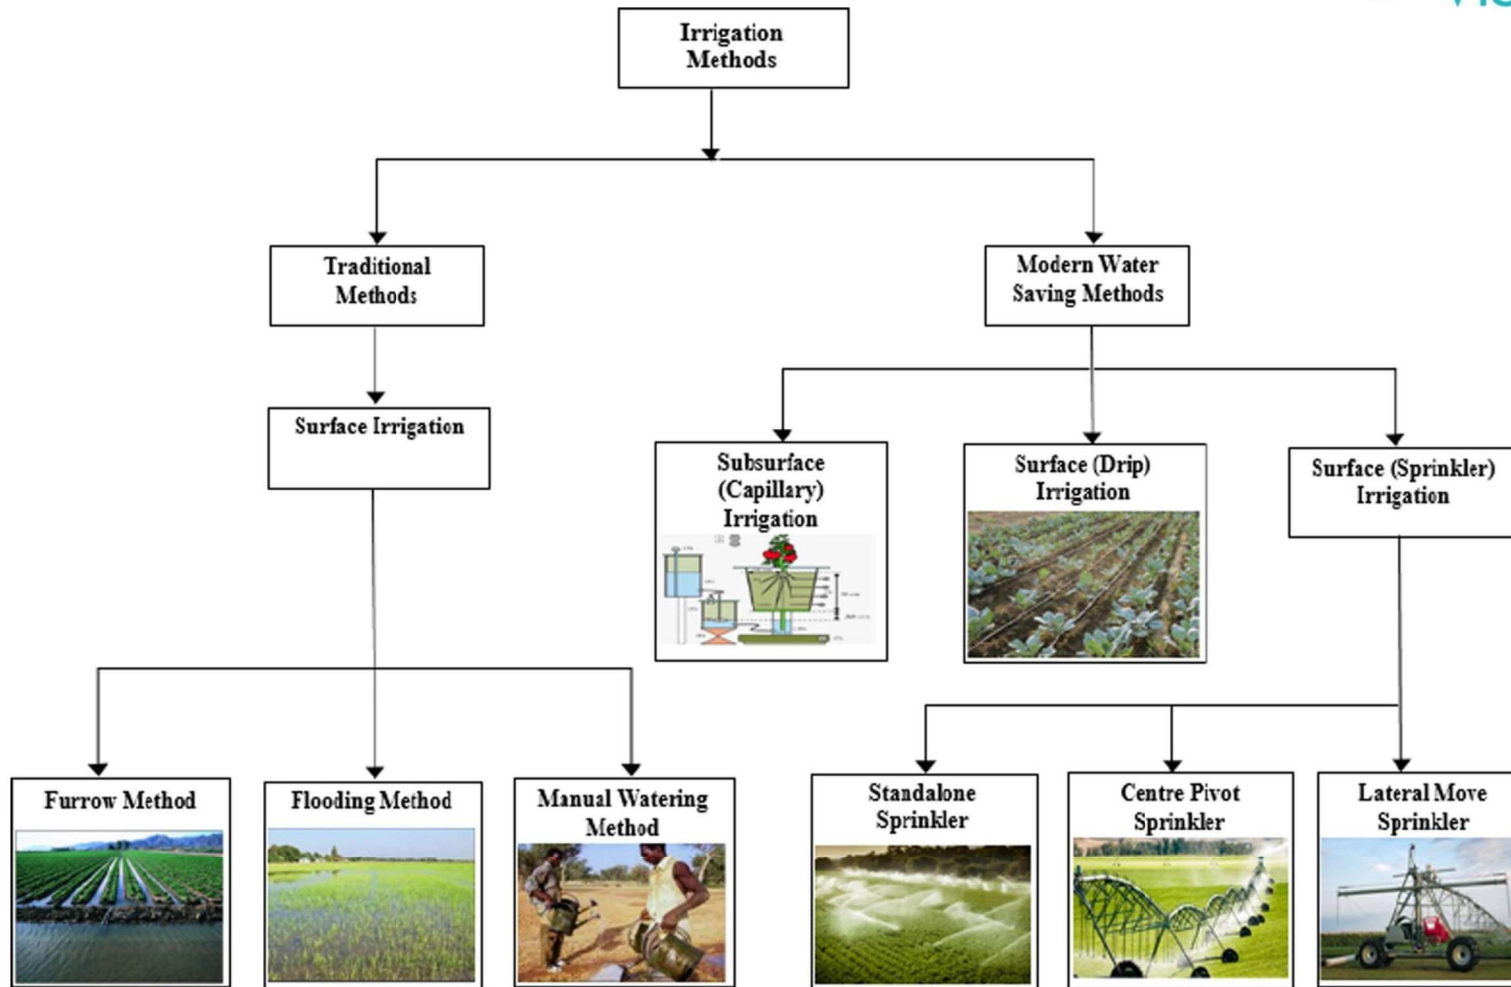 Irrigation
Methods
Traditional
Methods
Modern Water
Saving Methods
Surface Irrigation
Subsurface
(Capillary)
Irrigation
Surface (Drip)
Irrigation
Surface (Sprinkler)
Irrigation
Furrow Method
Flooding Method
Manual Watering
Method
Standalone
Sprinkler
Centre Pivot
Sprinkler
Lateral Move
Sprinkler